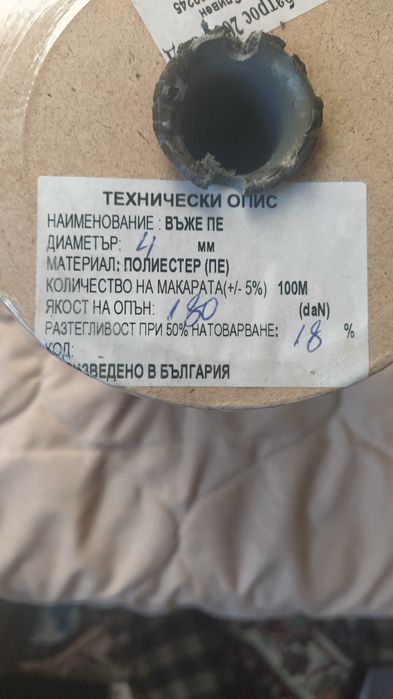 ТЕХНИЧЕСКИ ОПИС
НАИМЕНОВАНИЕ : ВЪЖЕ ПЕ
ДИАМЕТЪР: 4 мм
МАТЕРИАЛ: ПОЛИЕСТЕР (ПЕ)
КОЛИЧЕСТВО НА МАКАРАТА(+/- 5%) 100М
ЯКОСТ НА ОПЪН: 180 (daN)
РАЗТЕГЛИВОСТ ПРИ 50% НАТОВАРВАНЕ: 18 %
КОД:
ПРОИЗВЕДЕНО В БЪЛГАРИЯ